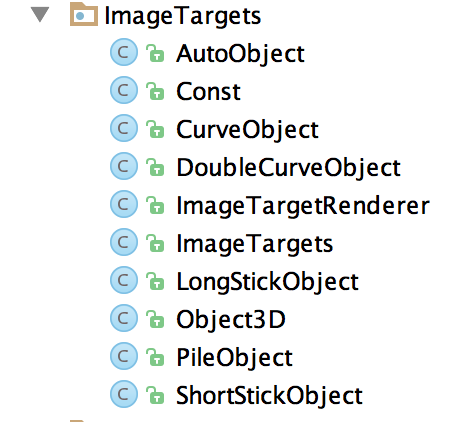 ImageTargets
AutoObject
Const
CurveObject
DoubleCurveObject
ImageTargetRenderer
ImageTargets
LongStickObject
Object3D
PileObject
ShortStickObject